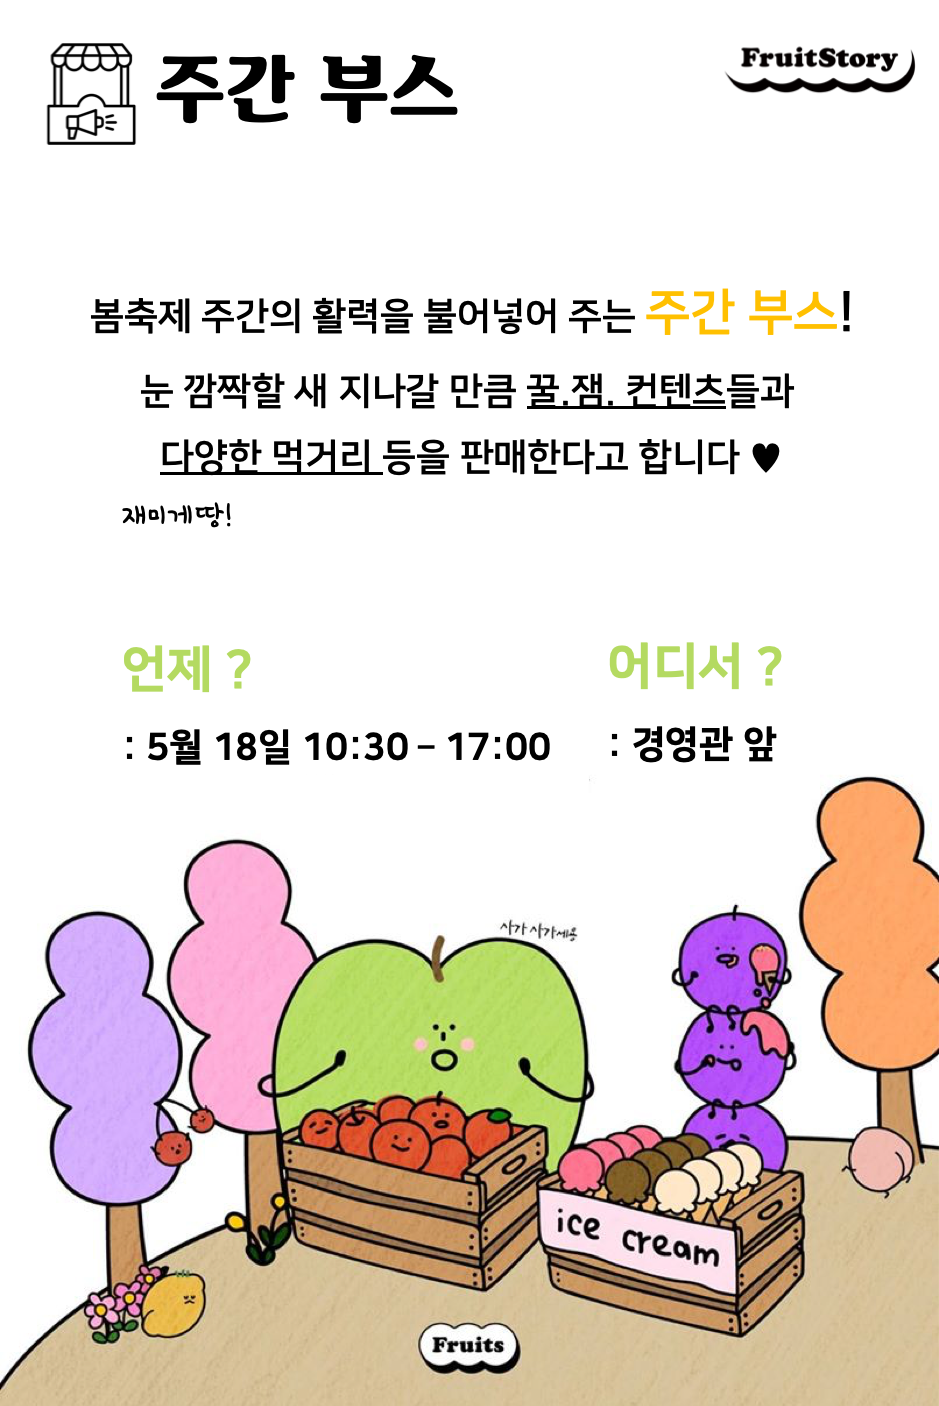 주간 부스
FruitStory
봄축제 주간의 활력을 불어넣어 주는 주간 부스!
눈 깜짝할 새 지나갈 만큼 꿀.잼. 컨텐츠들과
다양한 먹거리 등을 판매한다고 합니다 ♥
재미게땅!
언제 ?
: 5월 18일 10:30 – 17:00
어디서 ?
: 경영관 앞
사가 사가세용
ice cream
Fruits